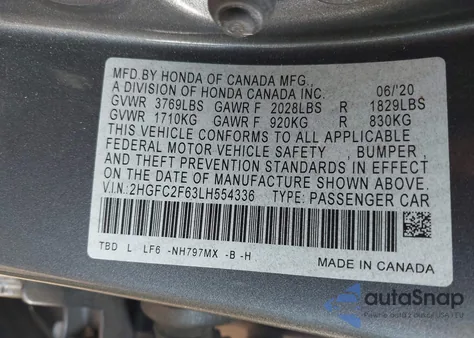 MFD.BY HONDA OF CANADA MFG.,
A DIVISION OF HONDA CANADA INC. 06/'20
GVWR 3769LBS GAWR F 2028LBS R 1829LBS
GVWR 1710KG GAWR F 920KG R 830KG
THIS VEHICLE CONFORMS TO ALL APPLICABLE
FEDERAL MOTOR VEHICLE SAFETY , BUMPER,
AND THEFT PREVENTION STANDARDS IN EFFECT
ON THE DATE OF MANUFACTURE SHOWN ABOVE.
V.I.N: 2HGFC2F63LH554336 TYPE: PASSENGER CAR
TBD L LF6 -NH797MX -B -H
MADE IN CANADA
autoSnap